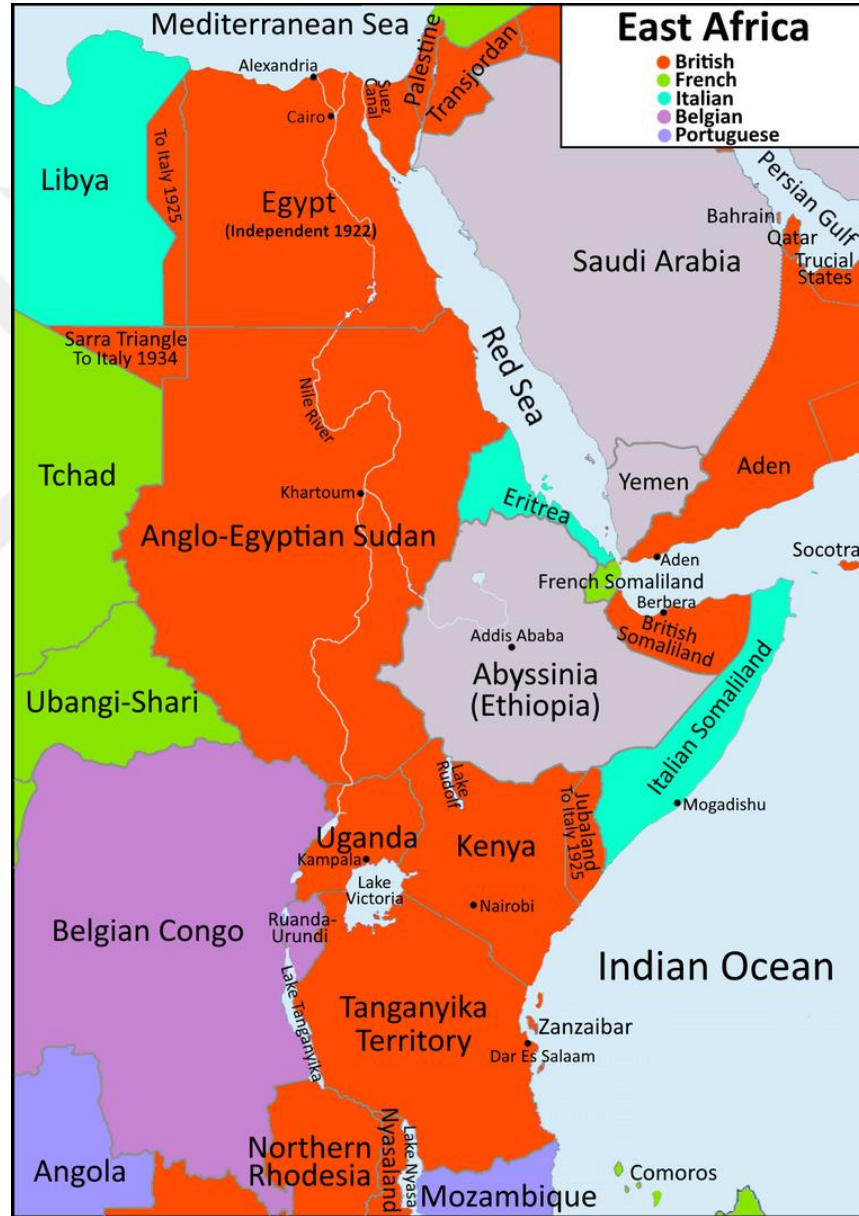 Mediterranean Sea
East Africa
British
French
Italian
Belgian
Portuguese
Alexandria
Cairo
Suez
Canal
Palestine
Transjordan
Libya
To Italy 1925
Egypt
(Independent 1922)
Saudi Arabia
Persian Gulf
Bahrain
Qatar
Trucial
States
Sarra Triangle
To Italy 1934
Nile River
Red Sea
Tchad
Khartoum
Anglo-Egyptian Sudan
Eritrea
Yemen
Aden
Aden
Socotra
French Somaliland
Berbera
British
Somaliland
Addis Ababa
Abyssinia
(Ethiopia)
Italian Somaliland
Ubangi-Shari
Lake
Rudolf
Jubaland
To Italy 1925
Mogadishu
Uganda
Kampala
Kenya
Lake
Victoria
Nairobi
Belgian Congo
Ruanda-
Urundi
Lake Tanganyika
Indian Ocean
Tanganyika
Territory
Zanzaibar
Dar Es Salaam
Angola
Northern
Rhodesia
Nyasaland
Lake Nyasa
Mozambique
Comoros